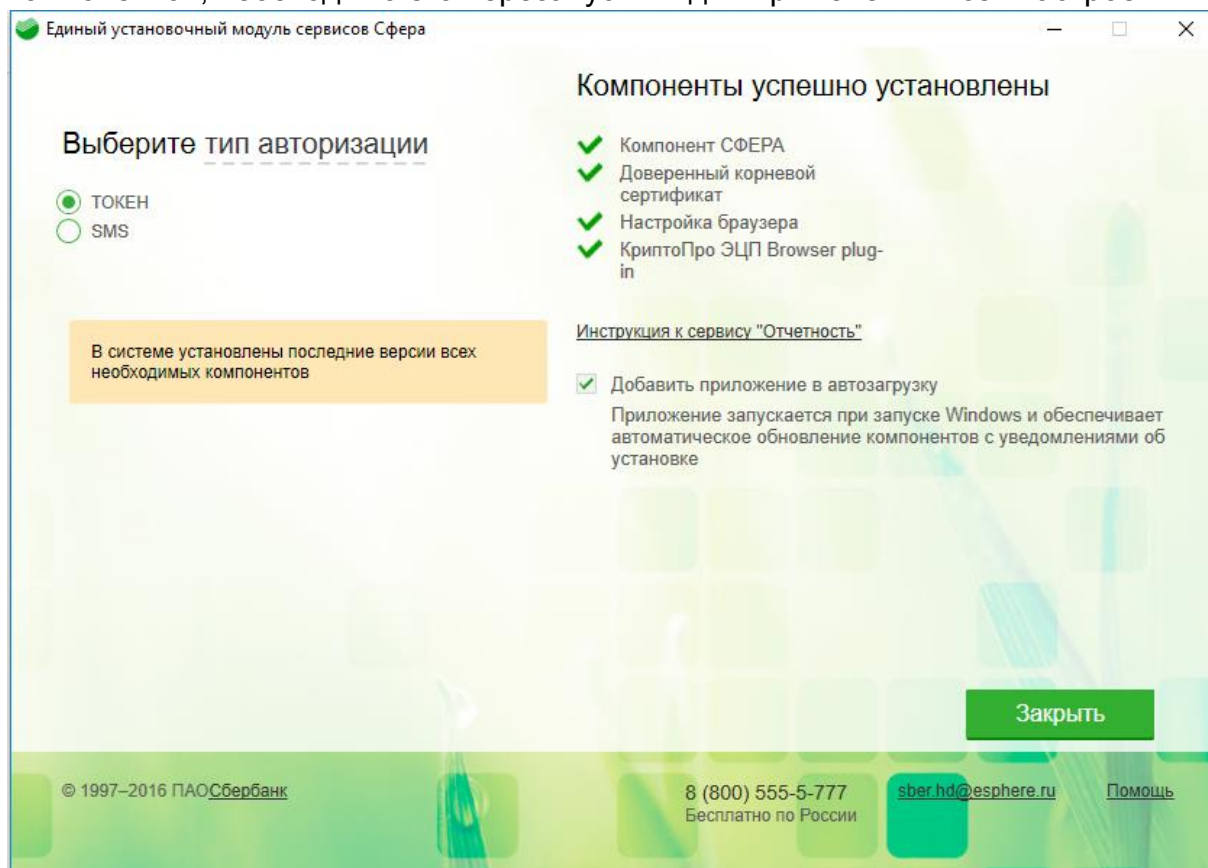 Единый установочный модуль сервисов Сфера
Выберите тип авторизации
ТОКЕН
SMS
В системе установлены последние версии всех
необходимых компонентов
Компоненты успешно установлены
Компонент СФЕРА
Доверенный корневой
сертификат
Настройка браузера
КриптоПро ЭЦП Browser plug-
in
Инструкция к сервису "Отчетность"
Добавить приложение в автозагрузку
Приложение запускается при запуске Windows и обеспечивает
автоматическое обновление компонентов с уведомлениями об
установке
Закрыть
© 1997–2016 ПАОСбербанк
8 (800) 555-5-777
Бесплатно по России
sber.hd@esphere.ru
Помощь